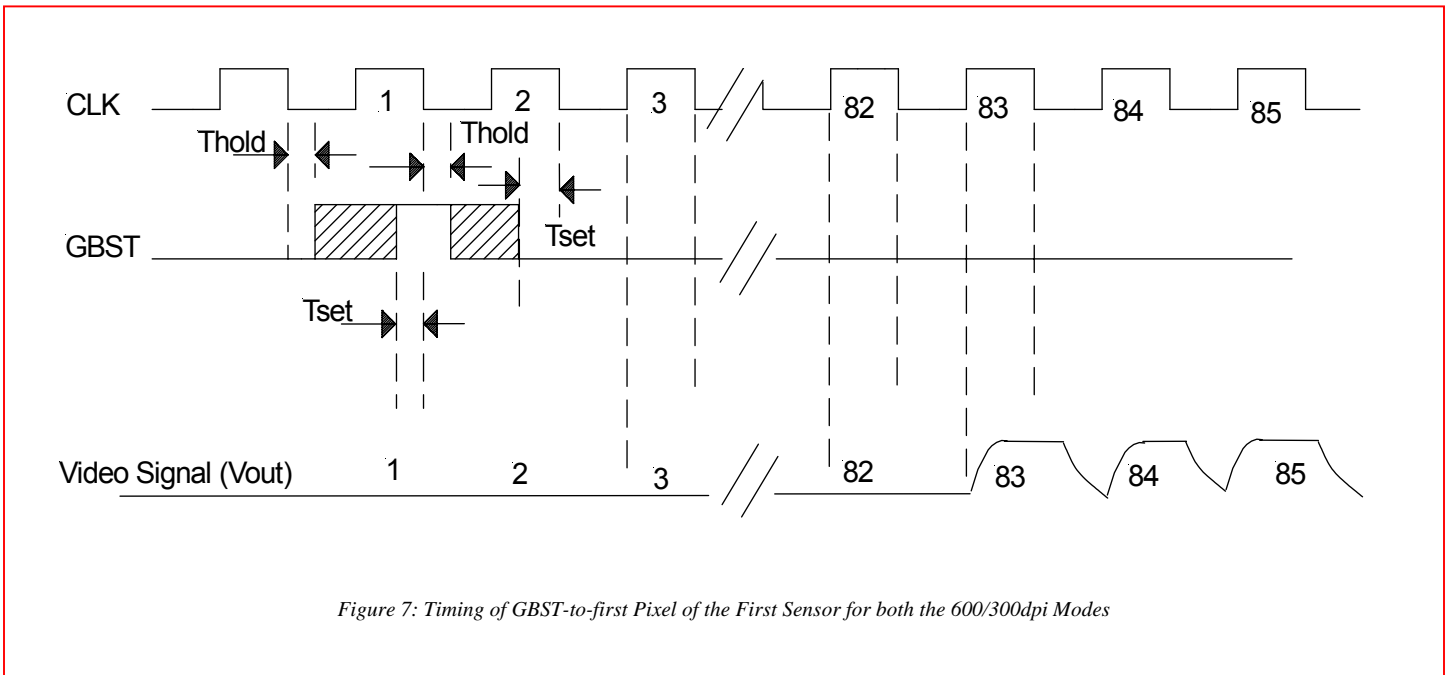 CLK 1 2 3 82 83 84 85
Thold Thold
GBST Tset
Tset
Video Signal (Vout) 1 2 3 82 83 84 85
Figure 7: Timing of GBST-to-first Pixel of the First Sensor for both the 600/300dpi Modes